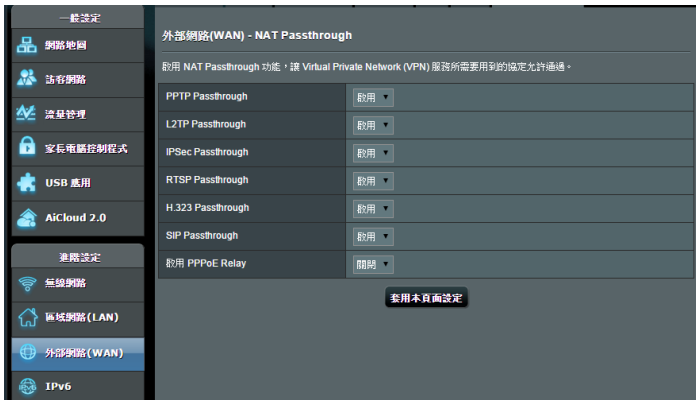 一般設定
網路地圖
訪客網路
流量管理
家長電腦控制程式
USB 應用
AiCloud 2.0
進階設定
無線網路
區域網路(LAN)
外部網路(WAN)
IPv6
外部網路(WAN) - NAT Passthrough
啟用 NAT Passthrough 功能，讓 Virtual Private Network (VPN) 服務所需要用到的協定允許通過。
PPTP Passthrough 啟用
L2TP Passthrough 啟用
IPSec Passthrough 啟用
RTSP Passthrough 啟用
H.323 Passthrough 啟用
SIP Passthrough 啟用
啟用 PPPoE Relay 關閉
套用本頁面設定